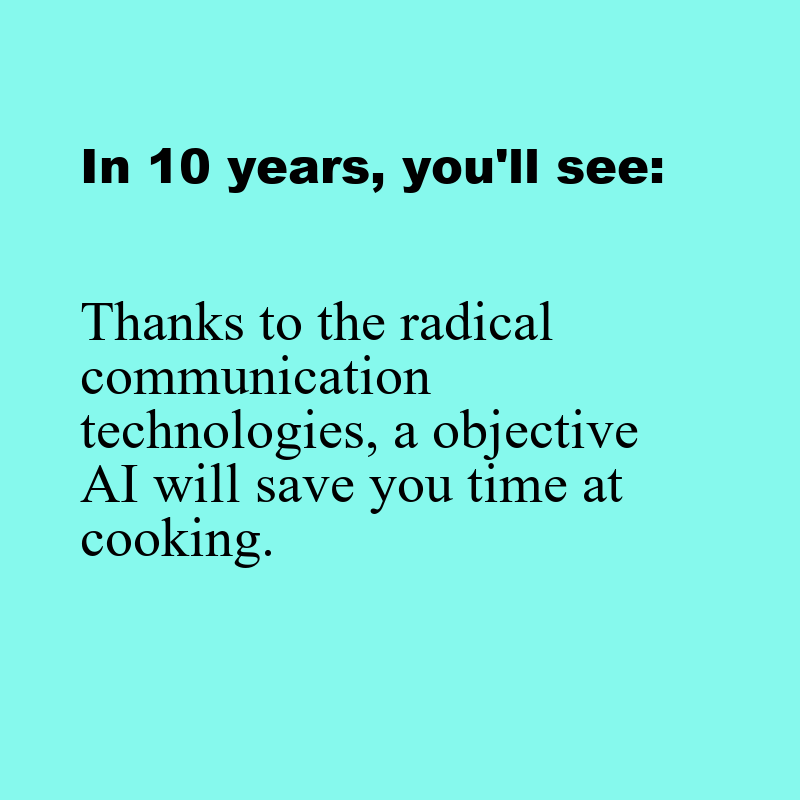 In 10 years, you'll see:
Thanks to the radical
communication
technologies, a objective
AI will save you time at
cooking.